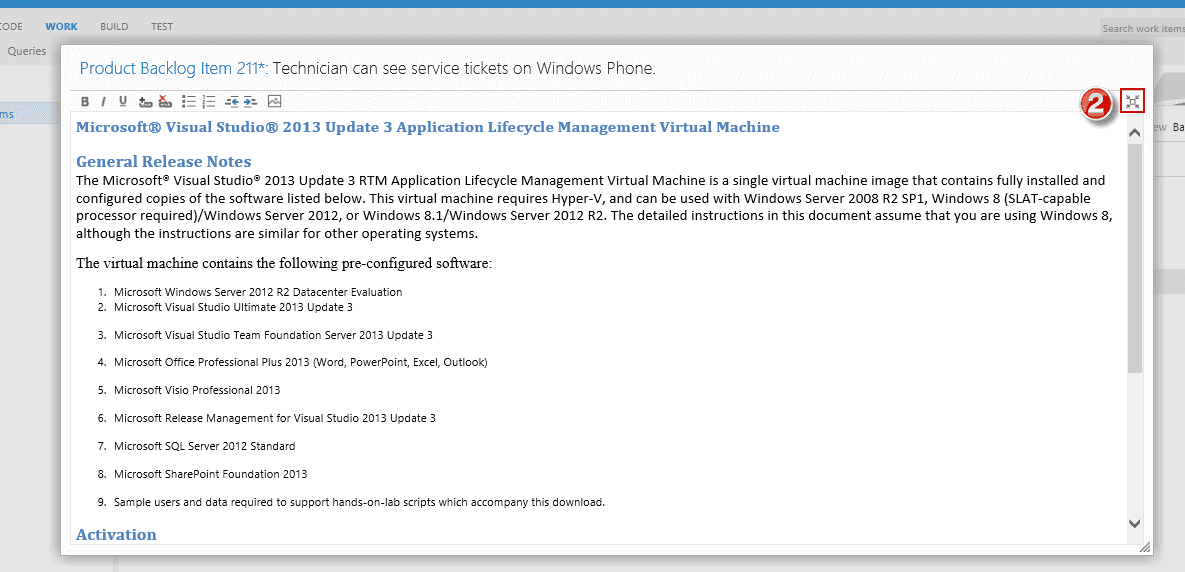 CODE WORK BUILD TEST
Search work items
Queries
Product Backlog Item 211*: Technician can see service tickets on Windows Phone.
B I U
2
ms
ew Ba
Microsoft® Visual Studio® 2013 Update 3 Application Lifecycle Management Virtual Machine
General Release Notes
The Microsoft® Visual Studio® 2013 Update 3 RTM Application Lifecycle Management Virtual Machine is a single virtual machine image that contains fully installed and
configured copies of the software listed below. This virtual machine requires Hyper-V, and can be used with Windows Server 2008 R2 SP1, Windows 8 (SLAT-capable
processor required)/Windows Server 2012, or Windows 8.1/Windows Server 2012 R2. The detailed instructions in this document assume that you are using Windows 8,
although the instructions are similar for other operating systems.
The virtual machine contains the following pre-configured software:
1. Microsoft Windows Server 2012 R2 Datacenter Evaluation
2. Microsoft Visual Studio Ultimate 2013 Update 3
3. Microsoft Visual Studio Team Foundation Server 2013 Update 3
4. Microsoft Office Professional Plus 2013 (Word, PowerPoint, Excel, Outlook)
5. Microsoft Visio Professional 2013
6. Microsoft Release Management for Visual Studio 2013 Update 3
7. Microsoft SQL Server 2012 Standard
8. Microsoft SharePoint Foundation 2013
9. Sample users and data required to support hands-on-lab scripts which accompany this download.
Activation